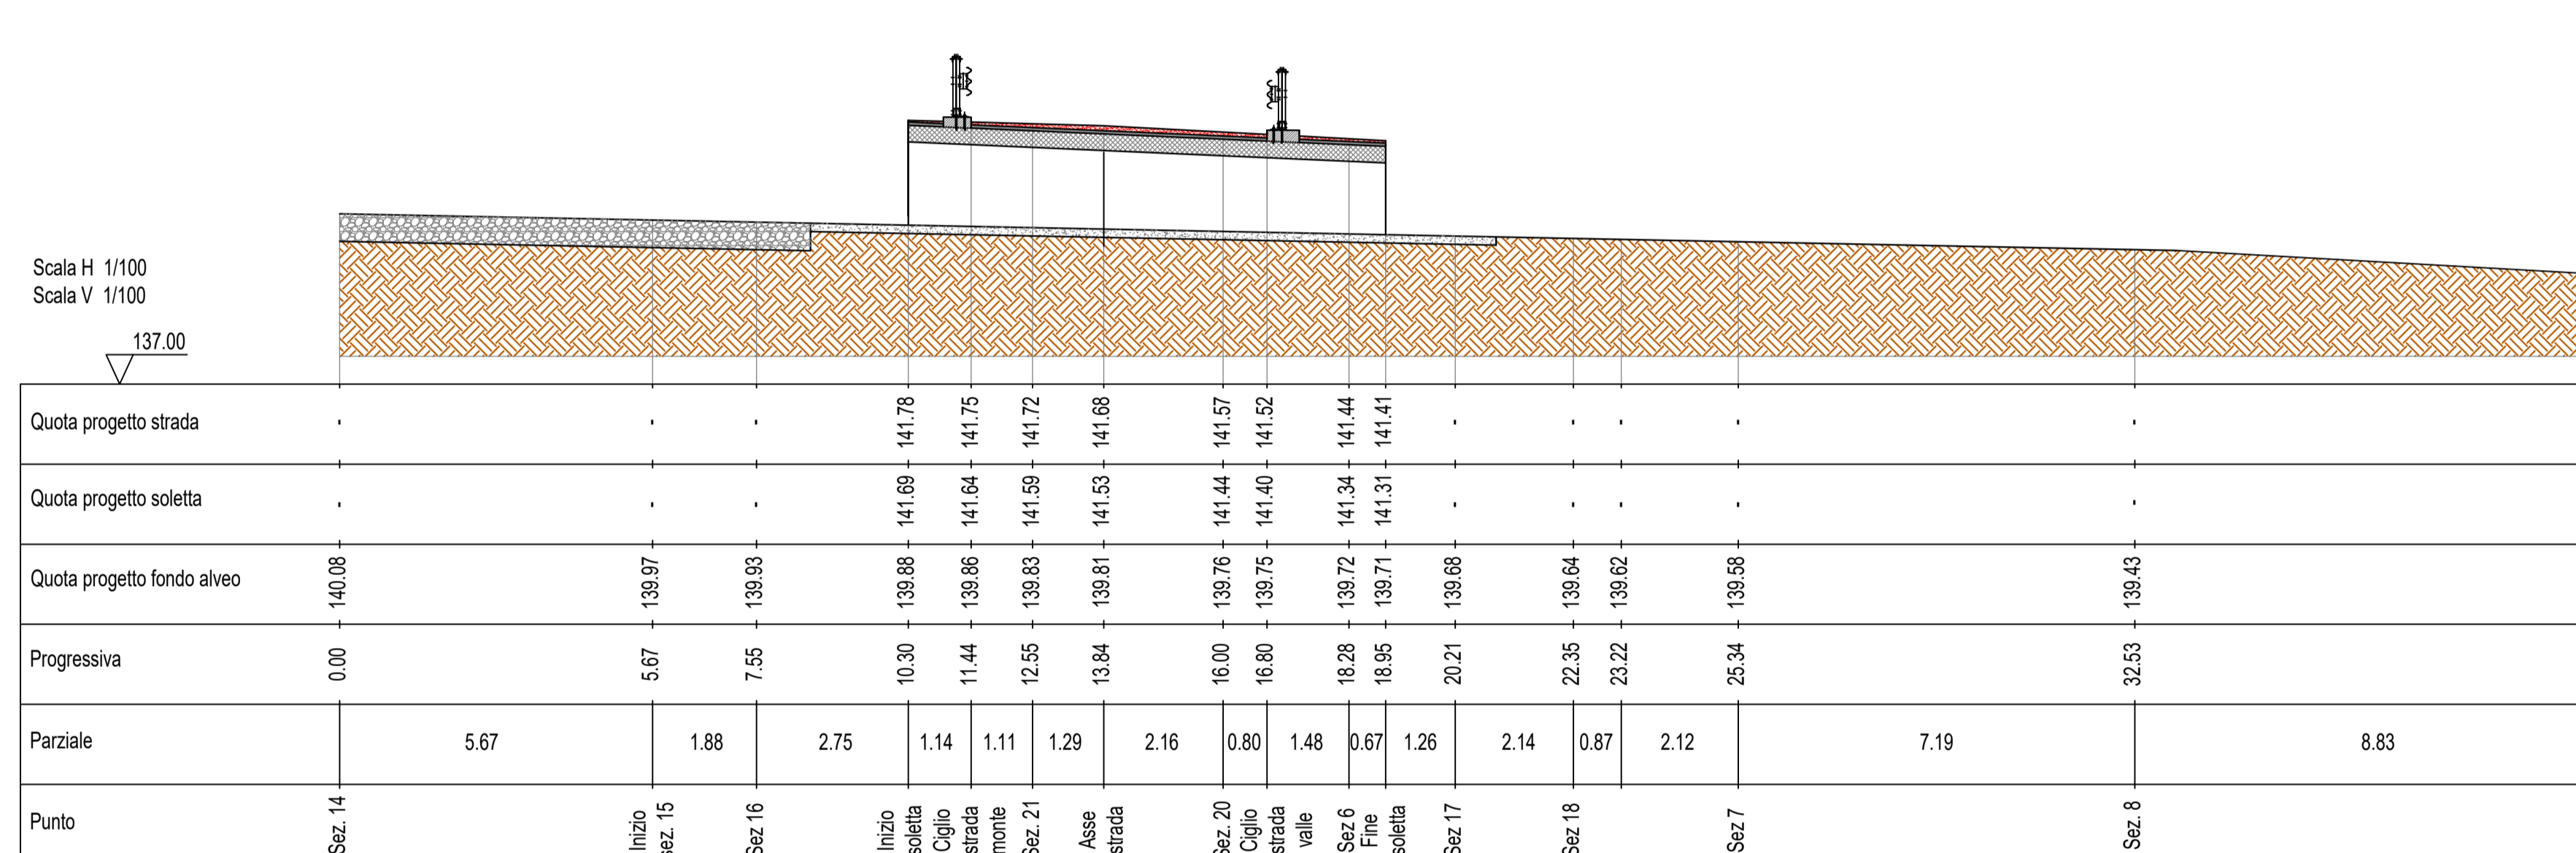 Scala H 1/100
Scala V 1/100
137.00
Quota progetto strada
- - - 141.78 141.75 141.72 141.68 141.57 141.52 141.44 141.41 - - - - -
Quota progetto soletta
- - - 141.69 141.64 141.59 141.53 141.44 141.40 141.34 141.31 - - - - -
Quota progetto fondo alveo
140.08 139.97 139.93 139.88 139.86 139.83 139.81 139.76 139.75 139.72 139.71 139.68 139.64 139.62 139.58 139.43
Progressiva
0.00 5.67 7.55 10.30 11.44 12.55 13.84 16.00 16.80 18.28 18.95 20.21 22.35 23.22 25.34 32.53
Parziale
5.67 1.88 2.75 1.14 1.11 1.29 2.16 0.80 1.48 0.67 1.26 2.14 0.87 2.12 7.19 8.83
Punto
Sez. 14
Inizio
sez. 15
Sez 16
Inizio
soletta
Ciglio
strada
monte
Sez. 21
Asse
strada
Sez. 20
Ciglio
strada
valle
Sez 6
Fine
soletta
Sez 17
Sez 18
Sez 7
Sez. 8